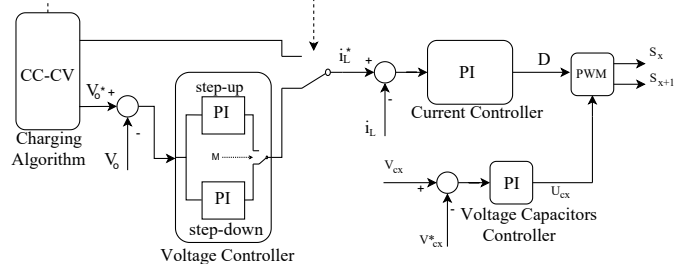 CC-CV
Charging
Algorithm
Vo* +
-
Vo
step-up
PI
M
PI
step-down
Voltage Controller
iL* +
-
iL
PI
Current Controller
D
PWM
Sx
Sx+1
Vcx
+
-
V*cx
PI
Ucx
Voltage Capacitors
Controller